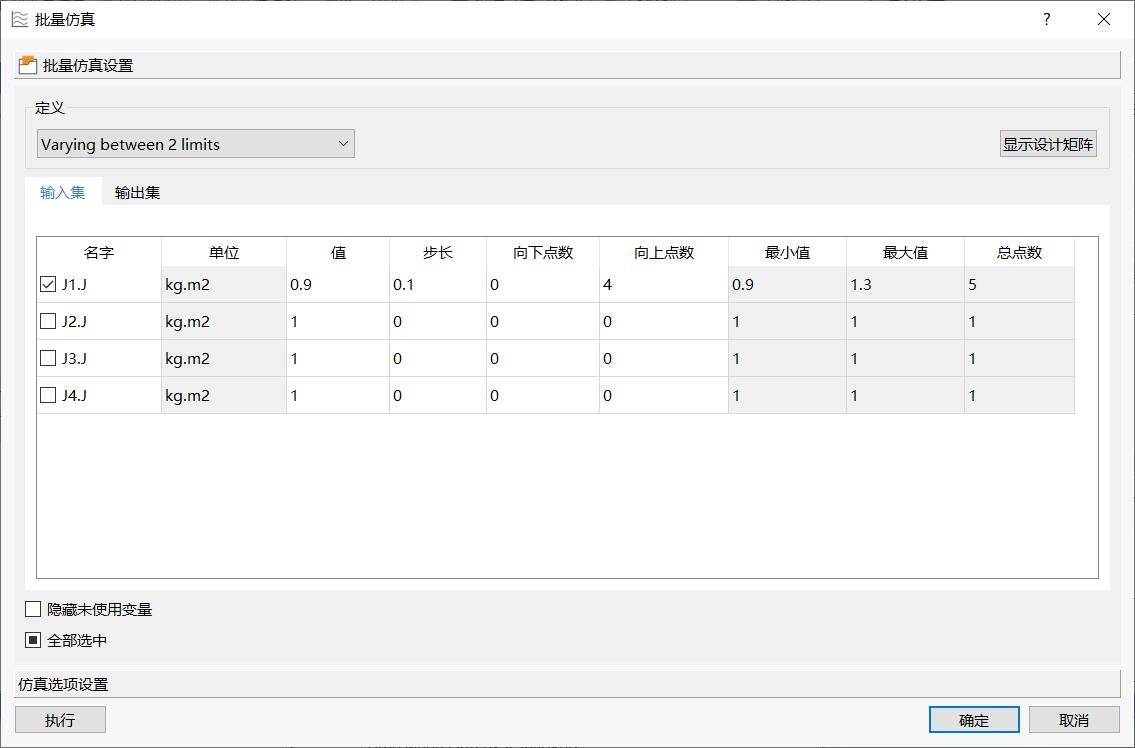 批量仿真
?
批量仿真设置
定义
Varying between 2 limits
显示设计矩阵
输入集 输出集
名字 单位 值 步长 向下点数 向上点数 最小值 最大值 总点数
J1.J kg.m2 0.9 0.1 0 4 0.9 1.3 5
J2.J kg.m2 1 0 0 0 1 1 1
J3.J kg.m2 1 0 0 0 1 1 1
J4.J kg.m2 1 0 0 0 1 1 1
隐藏未使用变量
全部选中
仿真选项设置
执行 确定 取消